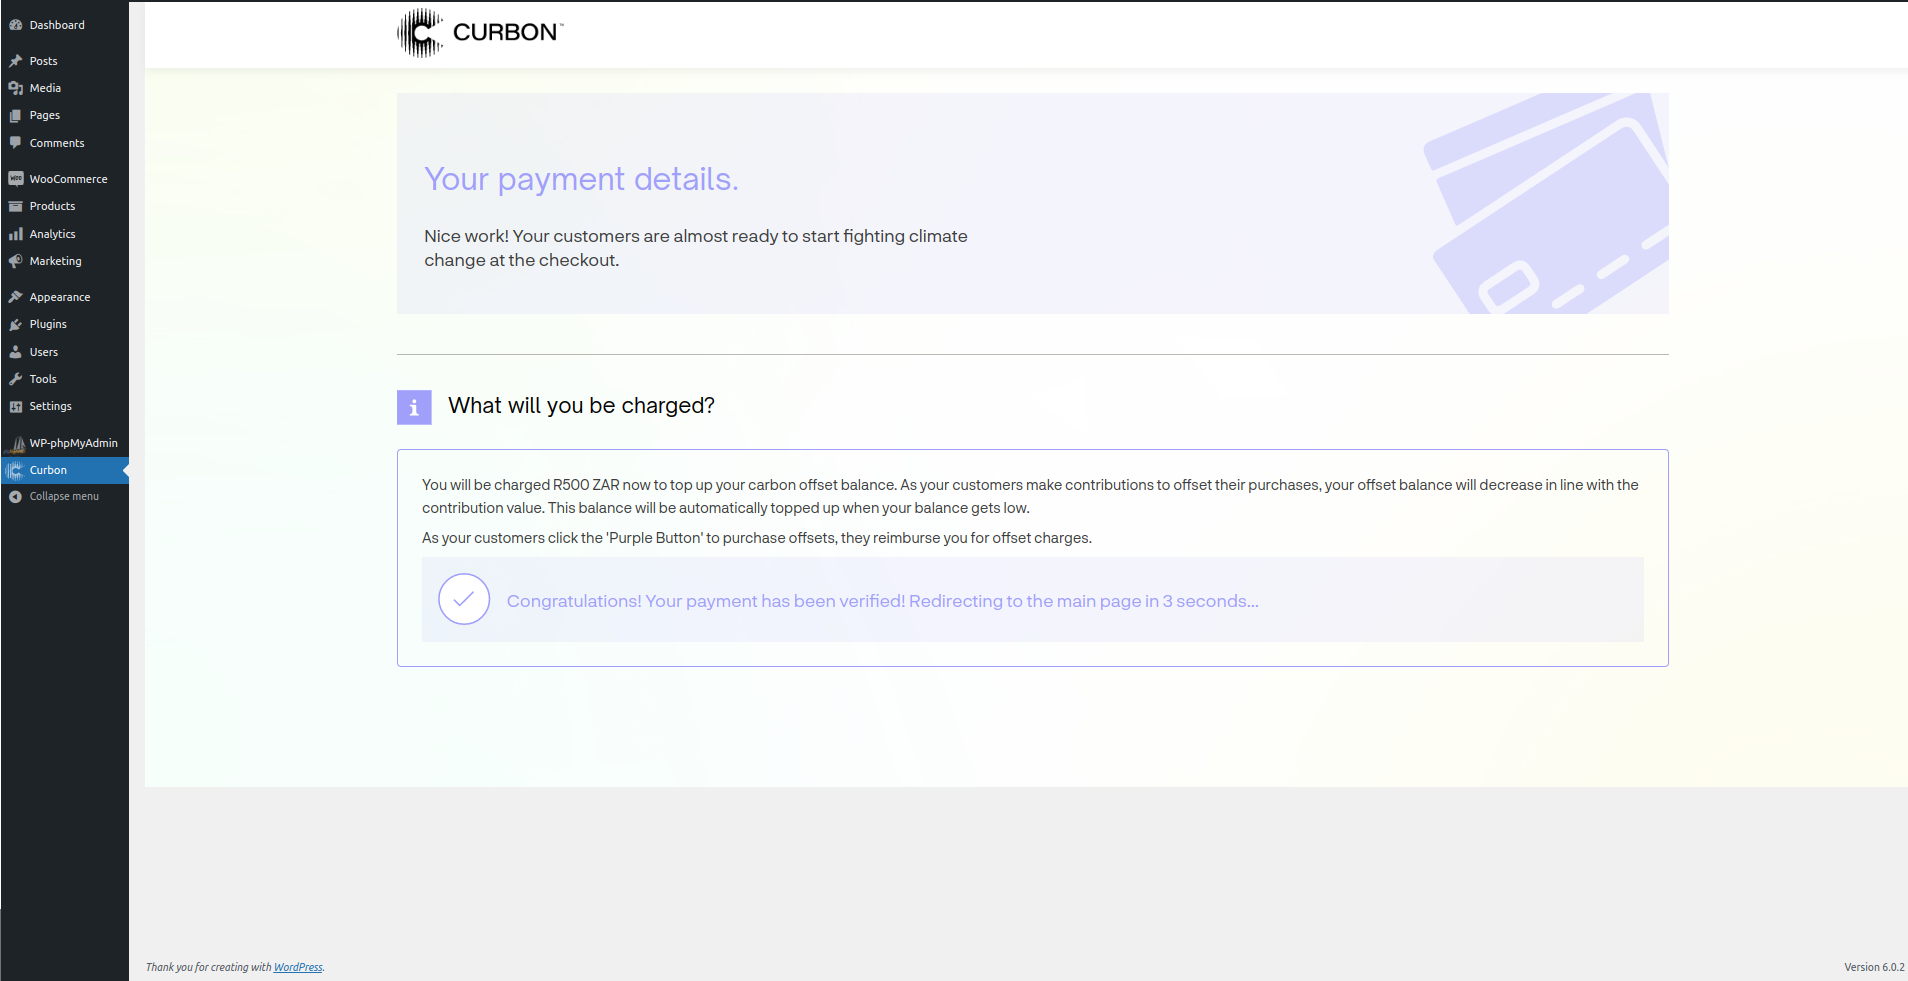 Dashboard
Posts
Media
Pages
Comments
WooCommerce
Products
Analytics
Marketing
Appearance
Plugins
Users
Tools
Settings
WP-phpMyAdmin
Curbon
Collapse menu
CURBON™
Your payment details.
Nice work! Your customers are almost ready to start fighting climate
change at the checkout.
What will you be charged?
You will be charged R500 ZAR now to top up your carbon offset balance. As your customers make contributions to offset their purchases, your offset balance will decrease in line with the
contribution value. This balance will be automatically topped up when your balance gets low.
As your customers click the 'Purple Button' to purchase offsets, they reimburse you for offset charges.
Congratulations! Your payment has been verified! Redirecting to the main page in 3 seconds...
Thank you for creating with WordPress.
Version 6.0.2